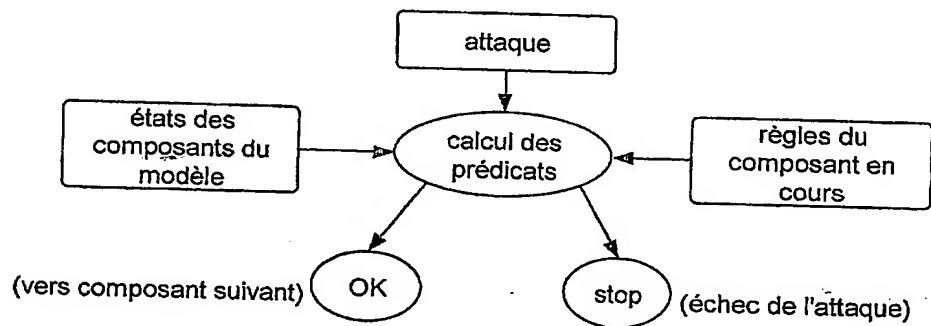 attaque
états des
composants du
modèle
calcul des
prédicats
règles du
composant en
cours
(vers composant suivant)
OK
stop
(échec de l'attaque)